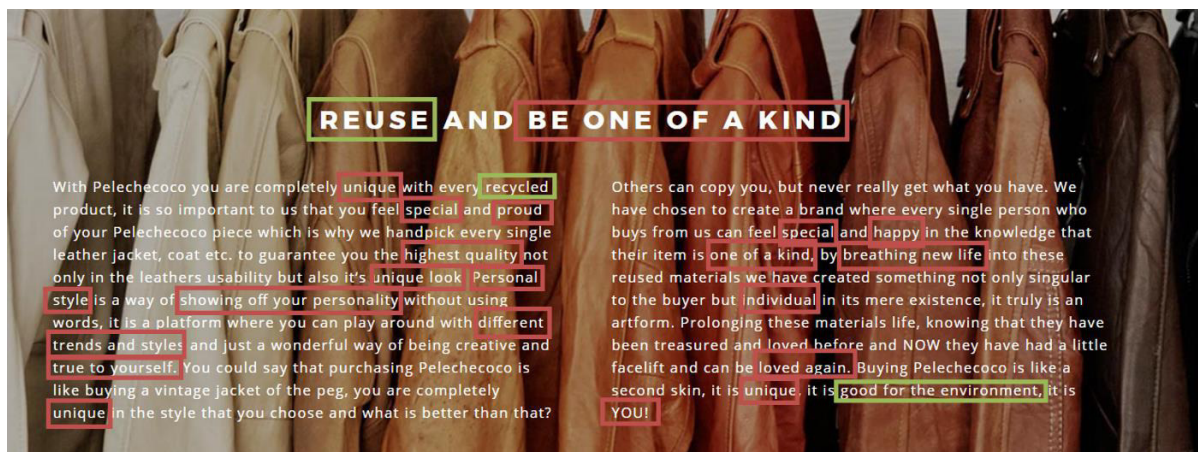 REUSE AND BE ONE OF A KIND
With Pelechecoco you are completely unique with every recycled
product, it is so important to us that you feel special and proud
of your Pelechecoco piece which is why we handpick every single
leather jacket, coat etc. to guarantee you the highest quality not
only in the leathers usability but also it's unique look Personal
style is a way of showing off your personality without using
words, it is a platform where you can play around with different
trends and styles and just a wonderful way of being creative and
true to yourself. You could say that purchasing Pelechecoco is
like buying a vintage jacket of the peg, you are completely
unique in the style that you choose and what is better than that?
Others can copy you, but never really get what you have. We
have chosen to create a brand where every single person who
buys from us can feel special and happy in the knowledge that
their item is one of a kind, by breathing new life into these
reused materials we have created something not only singular
to the buyer but individual in its mere existence, it truly is an
artform. Prolonging these materials life, knowing that they have
been treasured and loved before and NOW they have had a little
facelift and can be loved again. Buying Pelechecoco is like a
second skin, it is unique, it is good for the environment, it is
YOU!